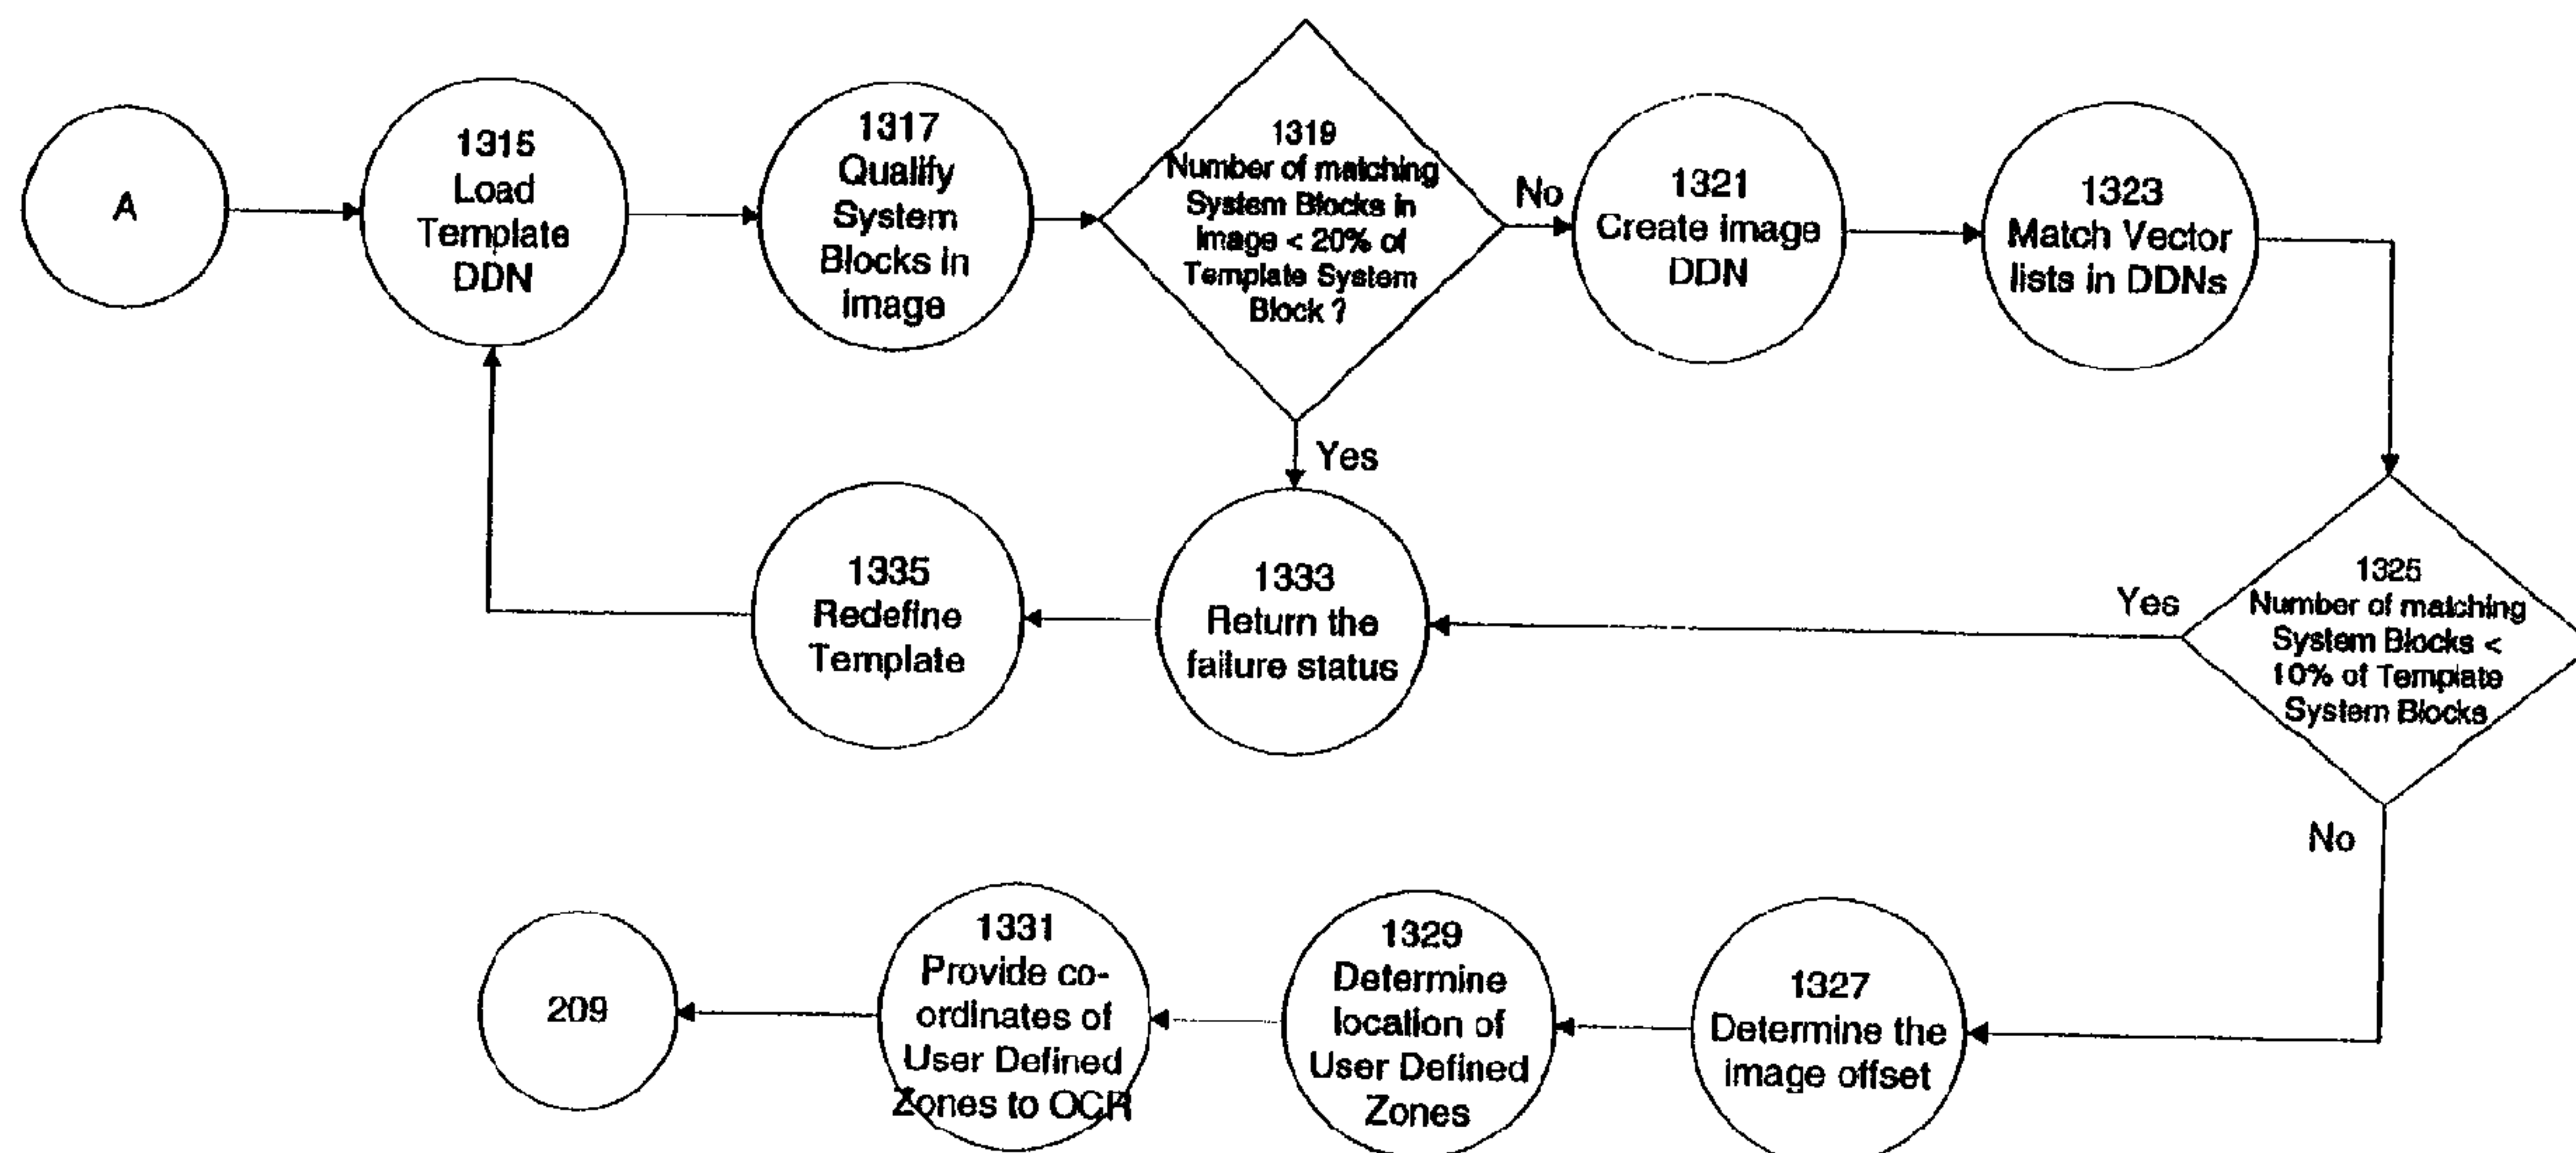 A
1315
Load
Template
DDN
1317
Qualify
System
Blocks in
image
1319
Number of matching
System Blocks in
image < 20% of
Template System
Block ?
No
1321
Create image
DDN
1323
Match Vector
lists in DDNs
Yes
1335
Redefine
Template
1333
Return the
failure status
Yes
1325
Number of matching
System Blocks <
10% of Template
System Blocks
No
209
1331
Provide co-
ordinates of
User Defined
Zones to OCR
1329
Determine
location of
User Defined
Zones
1327
Determine the
image offset